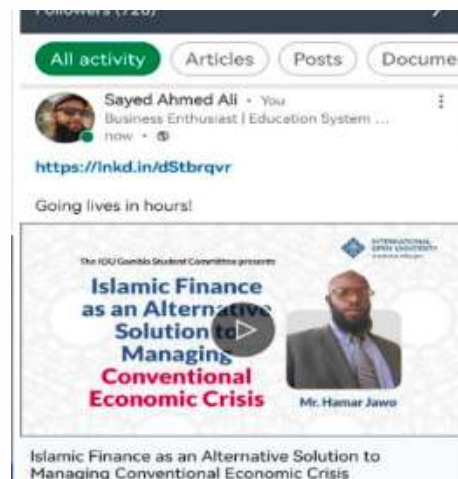 Followers (728)
All activity
Articles
Posts
Docume
Sayed Ahmed Ali • You
Business Enthusiast | Education System ...
now •
https://lnkd.in/dStbrqvr
Going lives in hours!
The IOU Gambia Student Committee presents
INTERNATIONAL
OPEN UNIVERSITY
Islamic Finance
as an Alternative
Solution to
Managing
Conventional
Economic Crisis
Mr. Hamar Jawo
Islamic Finance as an Alternative Solution to
Managing Conventional Economic Crisis